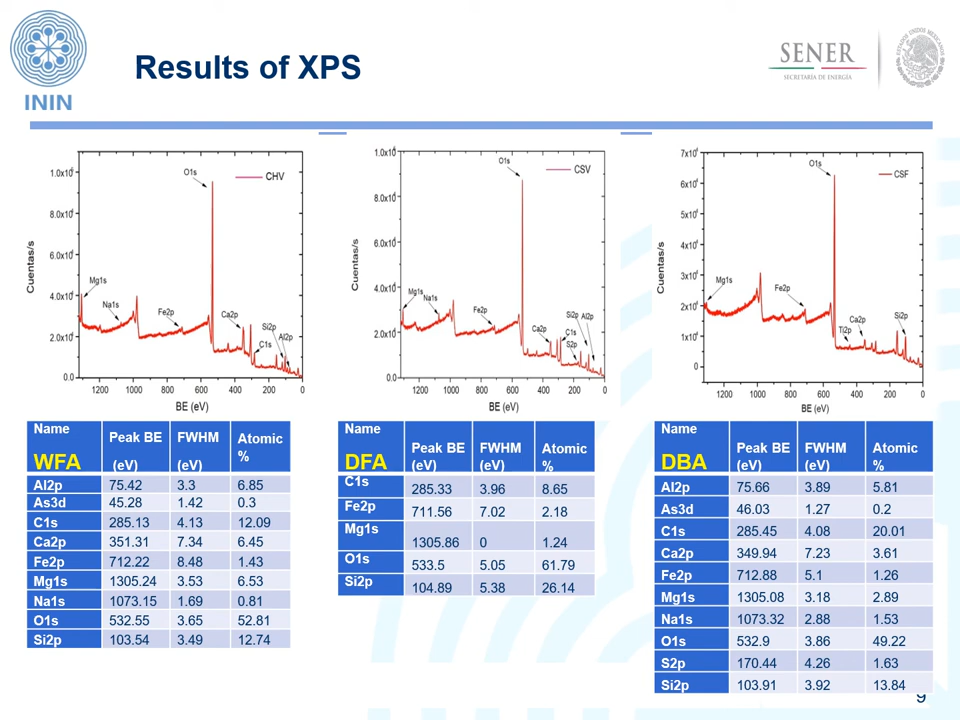 Results of XPS
ININ
SENER
SECRETARÍA DE ENERGÍA
ESTADOS UNIDOS MEXICANOS
Cuentas/s
1.0x10⁵
8.0x10⁴
6.0x10⁴
4.0x10⁴
2.0x10⁴
0.0
O1s
CHV
Mg1s
Na1s
Fe2p
Ca2p
Si2p
Al2p
C1s
1200 1000 800 600 400 200 0
BE (eV)
Cuentas/s
1.0x10⁵
8.0x10⁴
6.0x10⁴
4.0x10⁴
2.0x10⁴
0.0
O1s
CSV
Mg1s
Na1s
Fe2p
Si2p Al2p
Ca2p
C1s
S2p
1200 1000 800 600 400 200 0
BE (eV)
Cuentas/s
7x10⁴
6x10⁴
5x10⁴
4x10⁴
3x10⁴
2x10⁴
1x10⁴
0
O1s
CSF
Mg1s
Fe2p
Ca2p
Si2p
Ti2p
1200 1000 800 600 400 200 0
BE (eV)
Name
WFA
Peak BE (eV) FWHM (eV) Atomic %
Al2p 75.42 3.3 6.85
As3d 45.28 1.42 0.3
C1s 285.13 4.13 12.09
Ca2p 351.31 7.34 6.45
Fe2p 712.22 8.48 1.43
Mg1s 1305.24 3.53 6.53
Na1s 1073.15 1.69 0.81
O1s 532.55 3.65 52.81
Si2p 103.54 3.49 12.74
Name
DFA
Peak BE (eV) FWHM (eV) Atomic %
C1s 285.33 3.96 8.65
Fe2p 711.56 7.02 2.18
Mg1s 1305.86 0 1.24
O1s 533.5 5.05 61.79
Si2p 104.89 5.38 26.14
Name
DBA
Peak BE (eV) FWHM (eV) Atomic %
Al2p 75.66 3.89 5.81
As3d 46.03 1.27 0.2
C1s 285.45 4.08 20.01
Ca2p 349.94 7.23 3.61
Fe2p 712.88 5.1 1.26
Mg1s 1305.08 3.18 2.89
Na1s 1073.32 2.88 1.53
O1s 532.9 3.86 49.22
S2p 170.44 4.26 1.63
Si2p 103.91 3.92 13.84
9